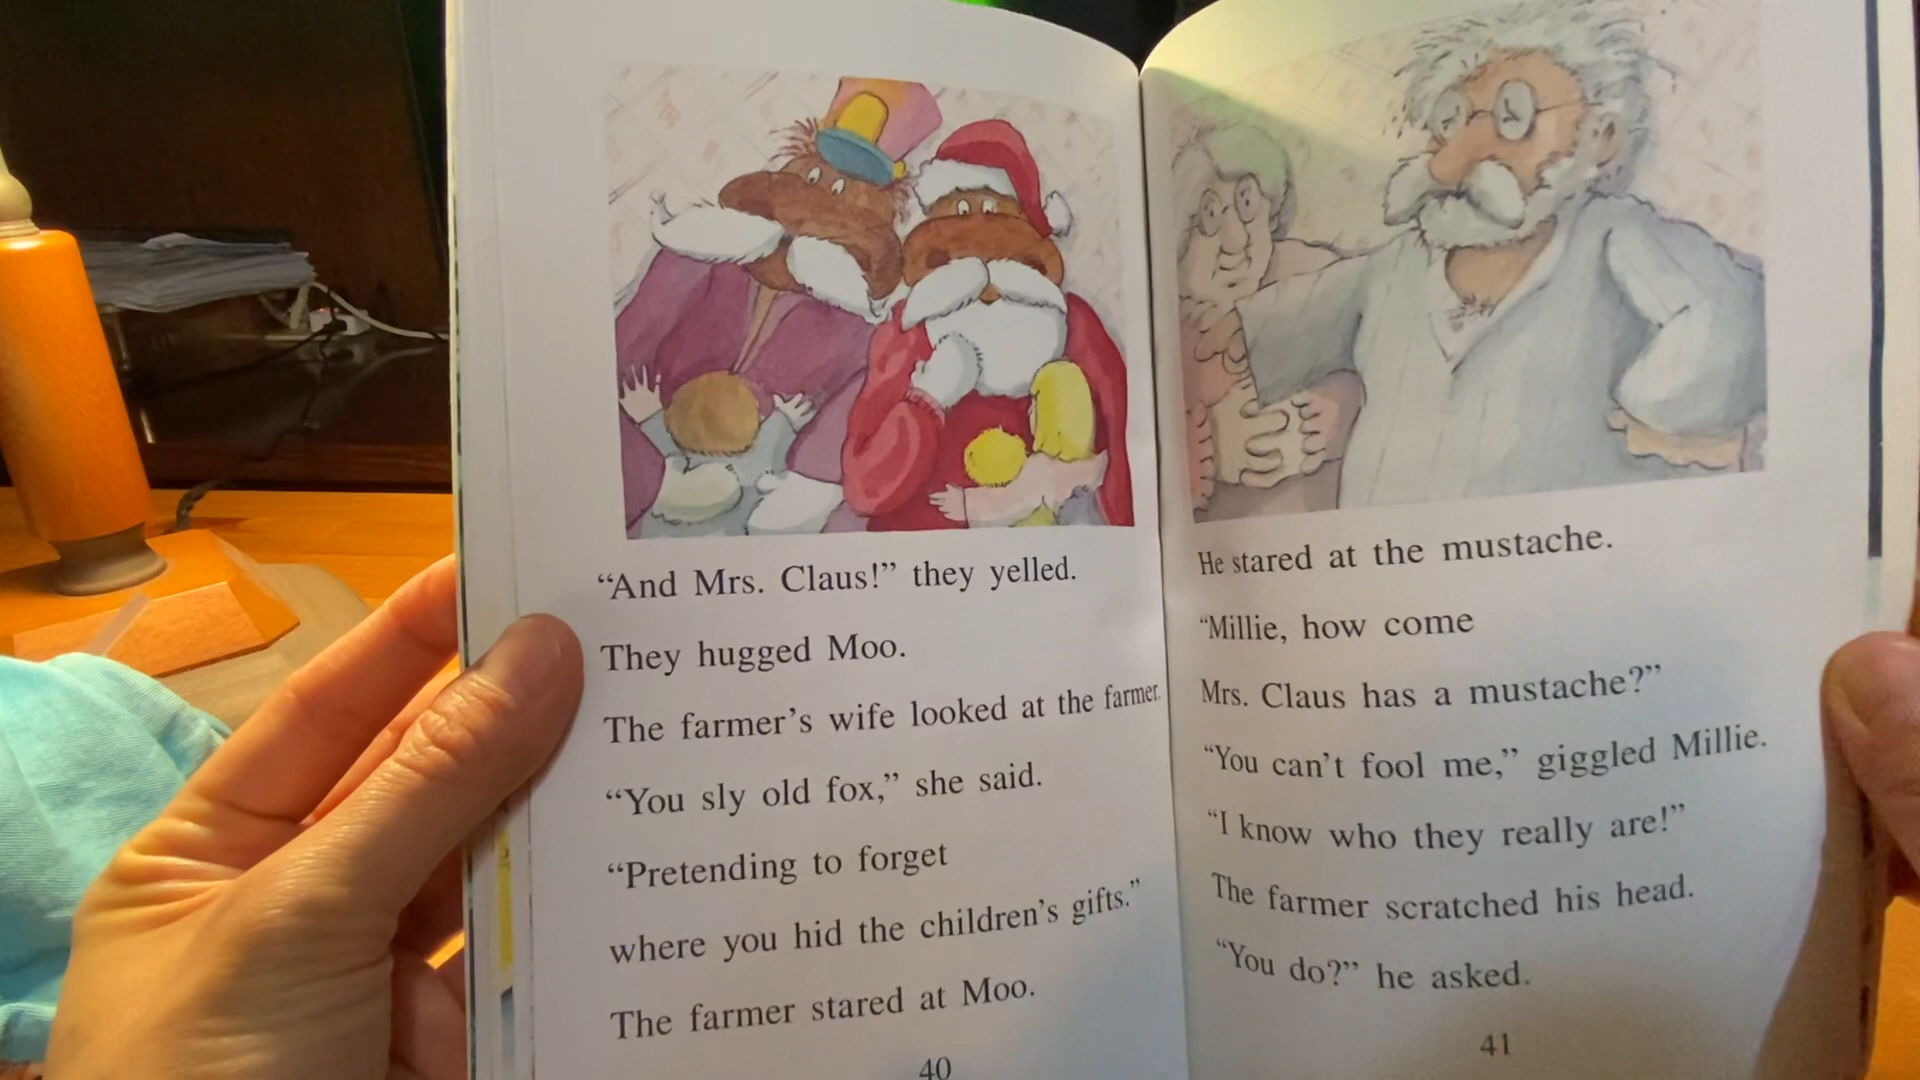 “And Mrs. Claus!” they yelled.
They hugged Moo.
The farmer’s wife looked at the farmer.
“You sly old fox,” she said.
“Pretending to forget
where you hid the children’s gifts.”
The farmer stared at Moo.
40
He stared at the mustache.
“Millie, how come
Mrs. Claus has a mustache?”
“You can’t fool me,” giggled Millie.
“I know who they really are!”
The farmer scratched his head.
“You do?” he asked.
41